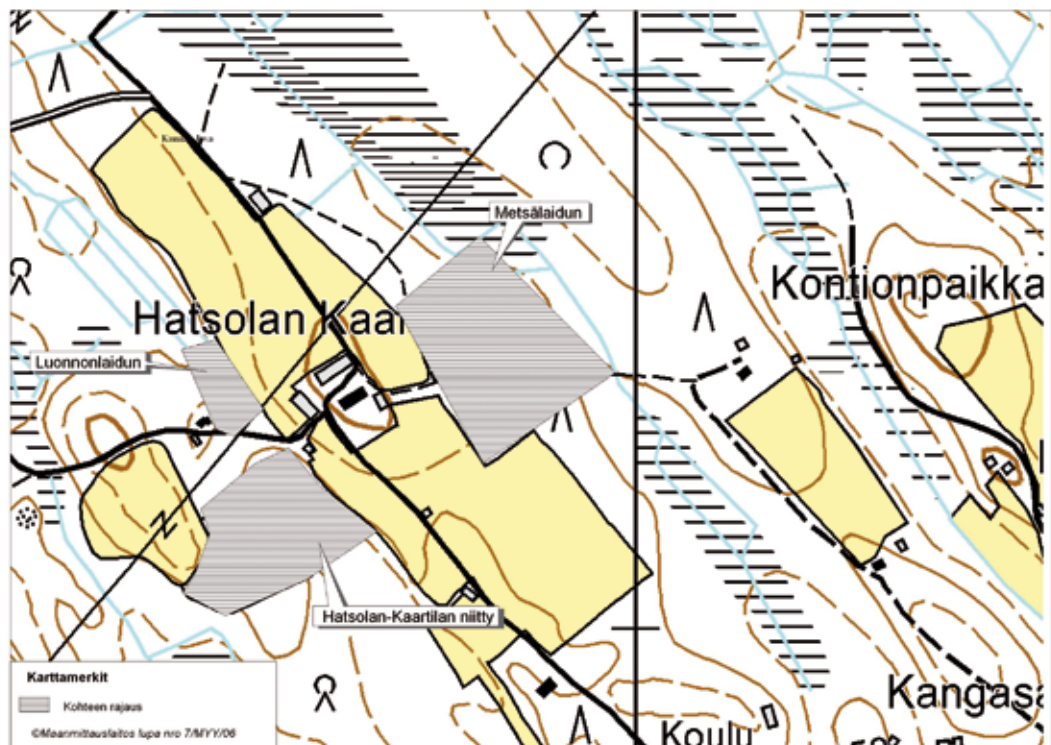 Metsälaidun
Kontionpaikka
Hatsolan Kaar
Luonnonlaidun
Hatsolan-Kaartilan niitty
Karttamerkit
Kohteen rajaus
©Maanmittauslaitos lupa nro 7/MYY/06
Kangasa
Koulu